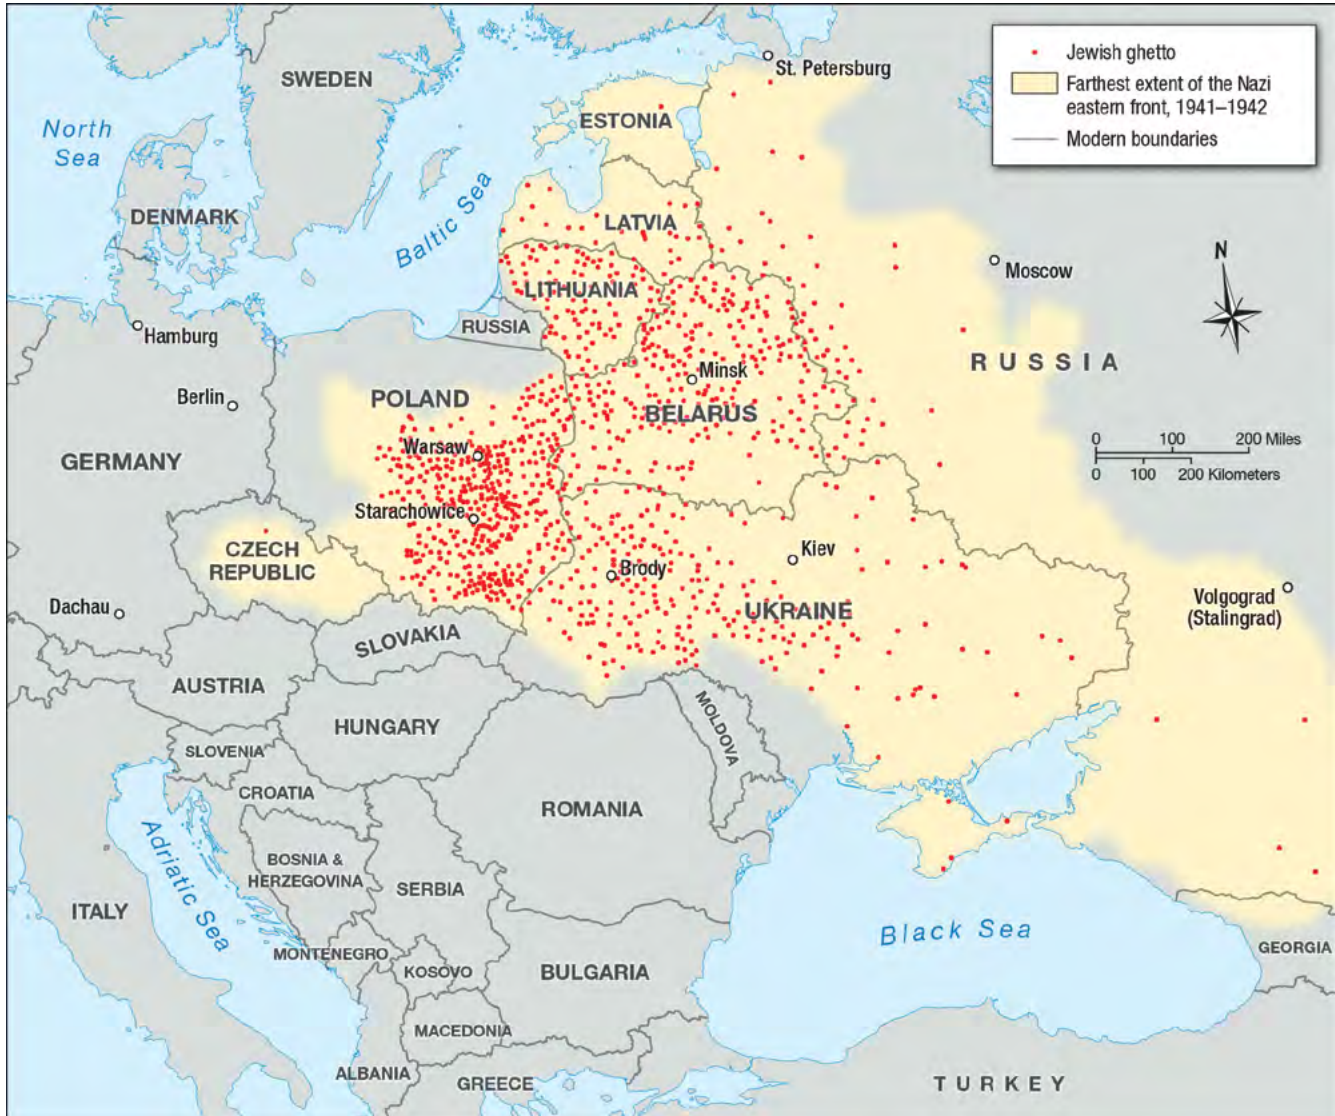 Jewish ghetto
Farthest extent of the Nazi
eastern front, 1941–1942
Modern boundaries
North
Sea
SWEDEN
St. Petersburg
ESTONIA
DENMARK
Baltic Sea
LATVIA
Moscow
N
LITHUANIA
RUSSIA
Hamburg
RUSSIA
Minsk
Berlin
POLAND
BELARUS
Warsaw
GERMANY
0 100 200 Miles
0 100 200 Kilometers
Starachowice
CZECH
REPUBLIC
Kiev
Brody
Dachau
UKRAINE
Volgograd
(Stalingrad)
SLOVAKIA
AUSTRIA
HUNGARY
MOLDOVA
SLOVENIA
CROATIA
ROMANIA
Adriatic Sea
BOSNIA &
HERZEGOVINA
SERBIA
ITALY
Black Sea
MONTENEGRO
KOSOVO
BULGARIA
GEORGIA
MACEDONIA
ALBANIA
GREECE
TURKEY